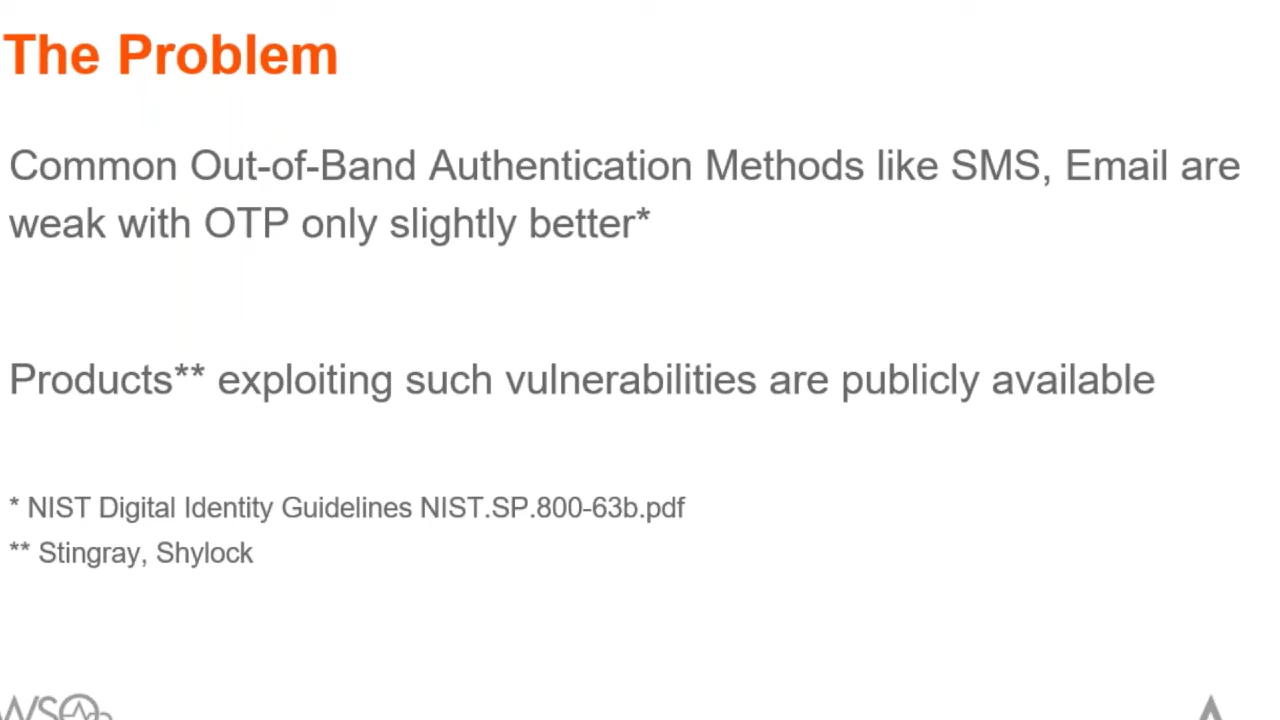 The Problem
Common Out-of-Band Authentication Methods like SMS, Email are
weak with OTP only slightly better*
Products** exploiting such vulnerabilities are publicly available
* NIST Digital Identity Guidelines NIST.SP.800-63b.pdf
** Stingray, Shylock